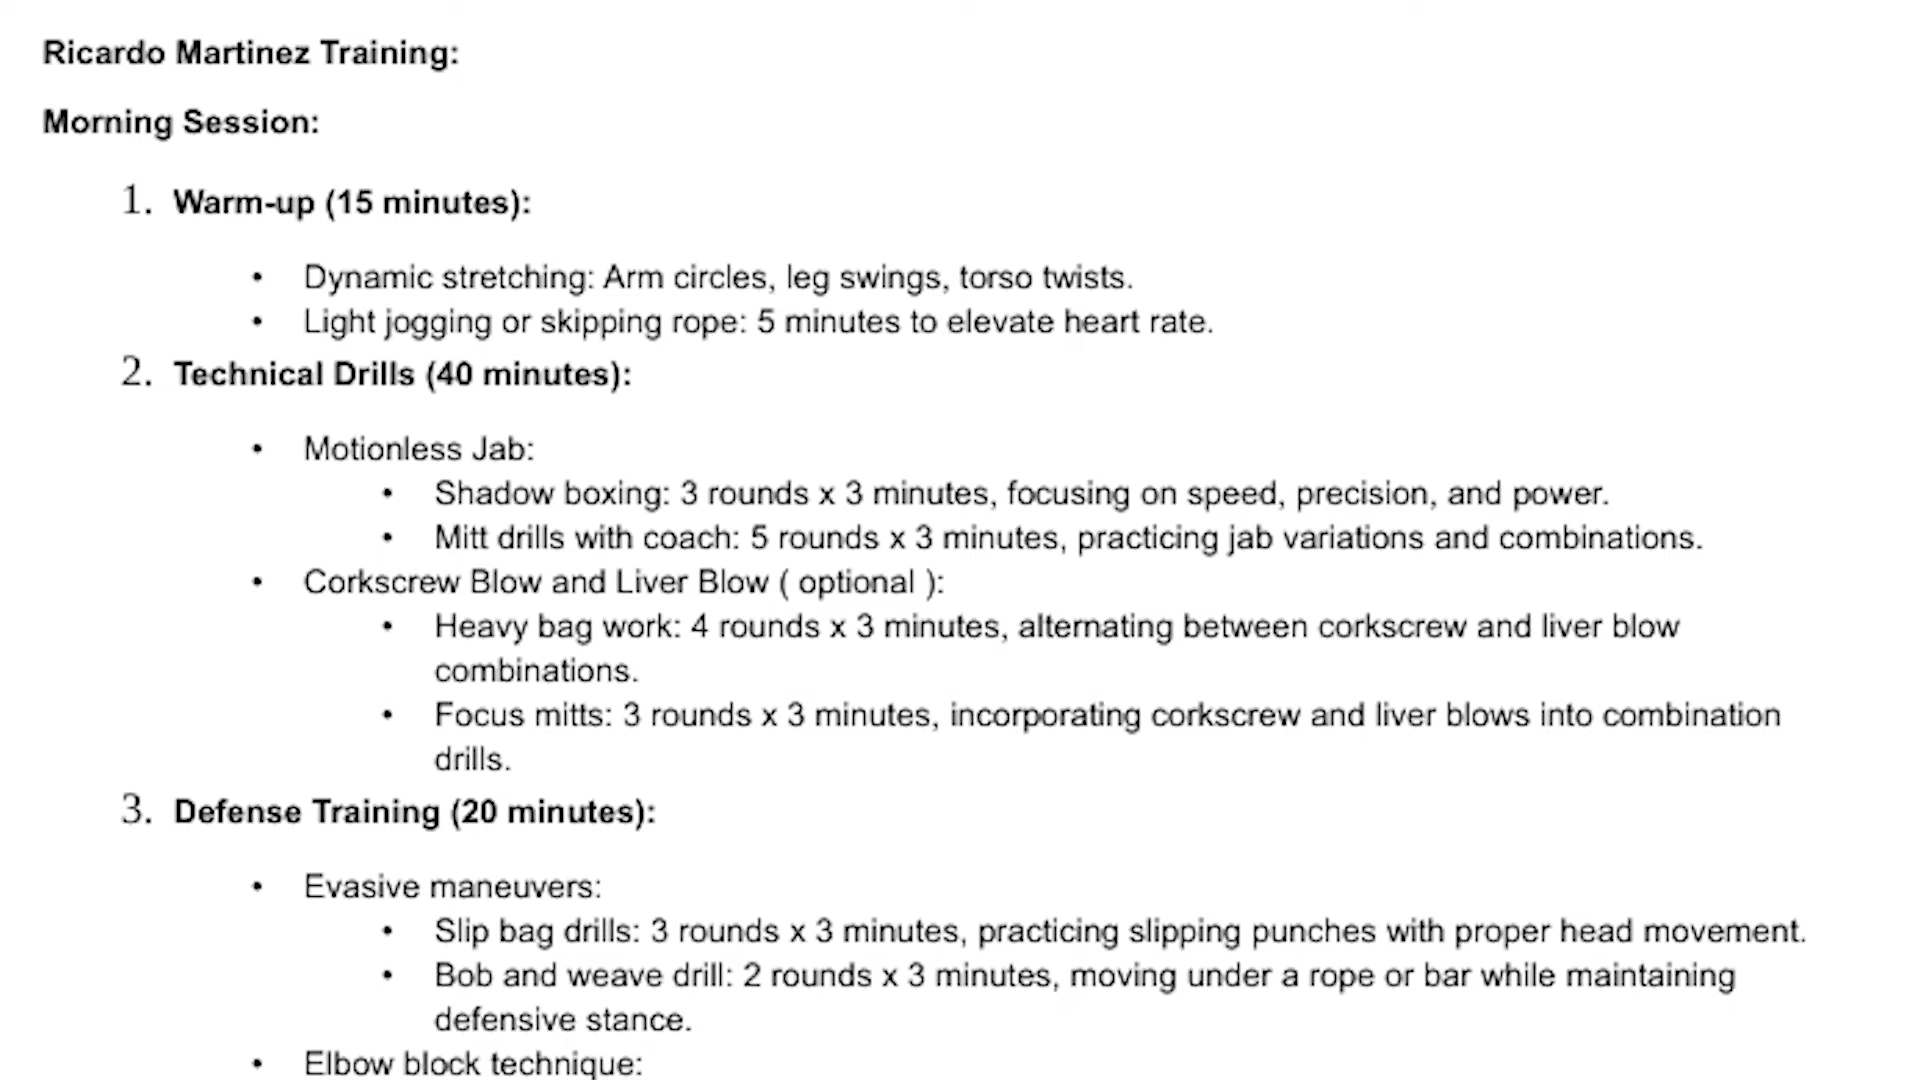 Ricardo Martinez Training:
Morning Session:
1. Warm-up (15 minutes):
• Dynamic stretching: Arm circles, leg swings, torso twists.
• Light jogging or skipping rope: 5 minutes to elevate heart rate.
2. Technical Drills (40 minutes):
• Motionless Jab:
• Shadow boxing: 3 rounds x 3 minutes, focusing on speed, precision, and power.
• Mitt drills with coach: 5 rounds x 3 minutes, practicing jab variations and combinations.
• Corkscrew Blow and Liver Blow ( optional ):
• Heavy bag work: 4 rounds x 3 minutes, alternating between corkscrew and liver blow
combinations.
• Focus mitts: 3 rounds x 3 minutes, incorporating corkscrew and liver blows into combination
drills.
3. Defense Training (20 minutes):
• Evasive maneuvers:
• Slip bag drills: 3 rounds x 3 minutes, practicing slipping punches with proper head movement.
• Bob and weave drill: 2 rounds x 3 minutes, moving under a rope or bar while maintaining
defensive stance.
• Elbow block technique: